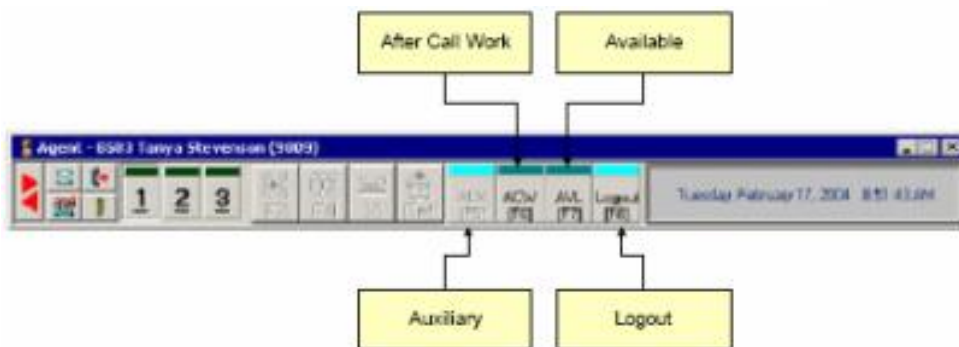 After Call Work
Available
Agent - 6503 Tanya Stevenson (9009)
1
2
3
ACW
AVL
Logout
[F6]
[F7]
[F8]
Tuesday February 17, 2004
Auxiliary
Logout